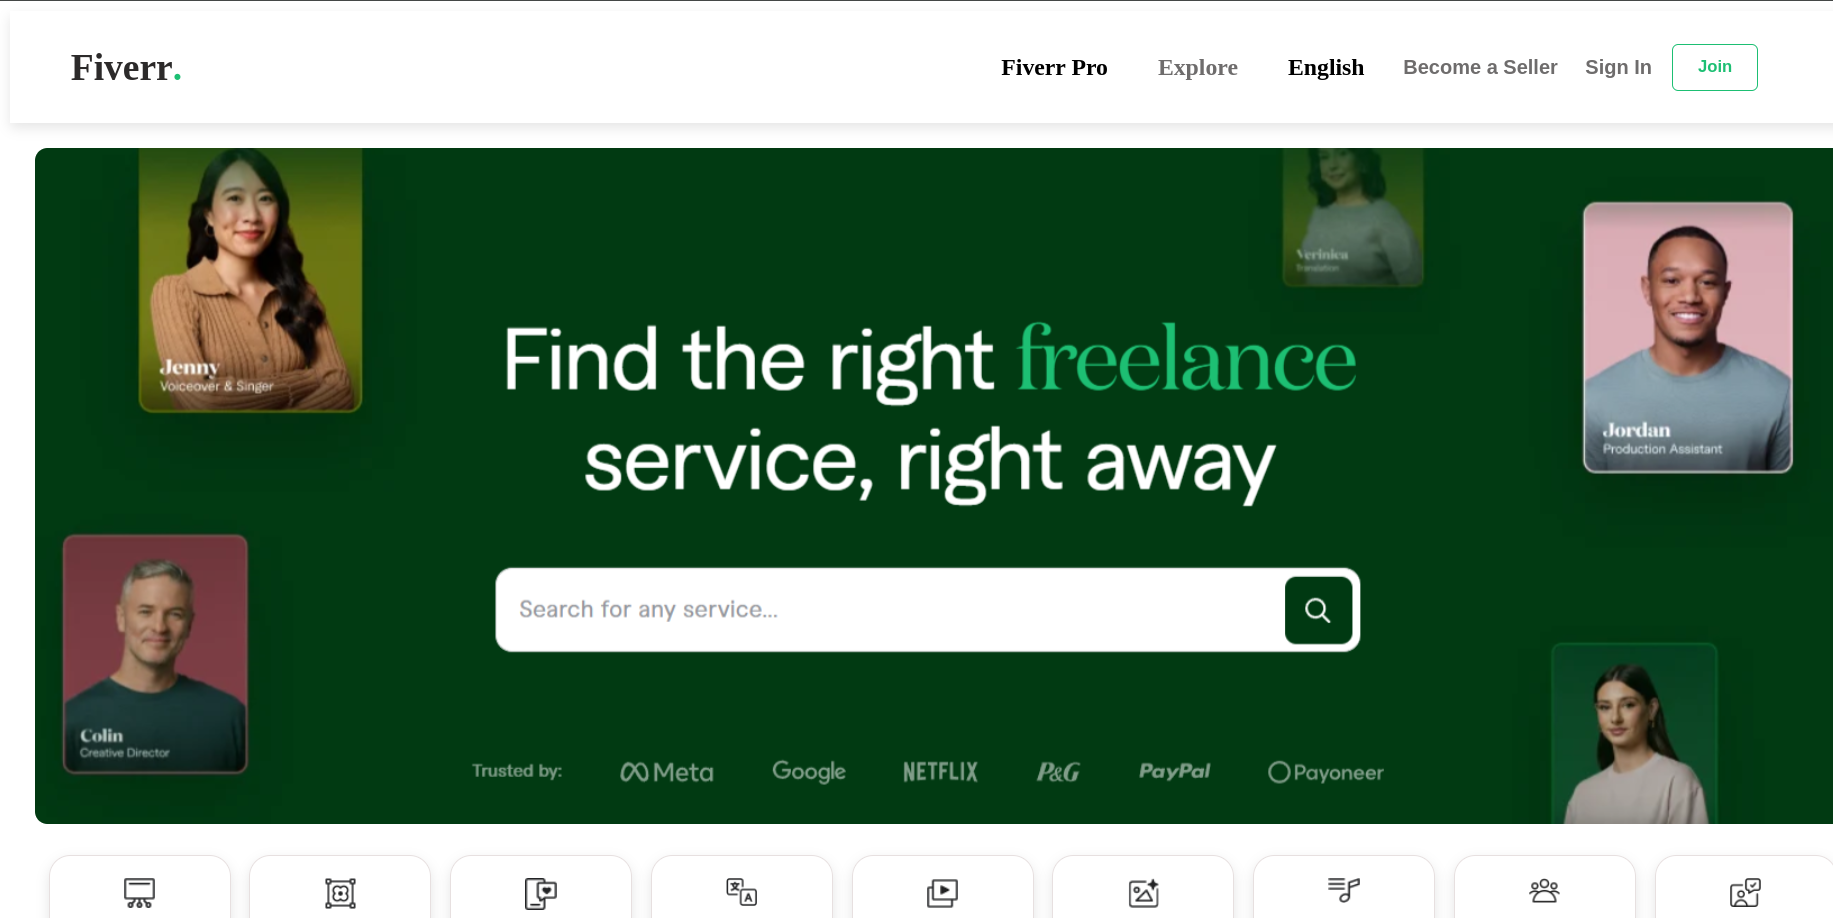 Fiverr.
Fiverr Pro
Explore
English
Become a Seller
Sign In
Join
Jenny
Voiceover & Singer
Verinica
Translation
Jordan
Production Assistant
Find the right freelance
service, right away
Search for any service...
Colin
Creative Director
Trusted by:
Meta
Google
NETFLIX
P&G
PayPal
Payoneer